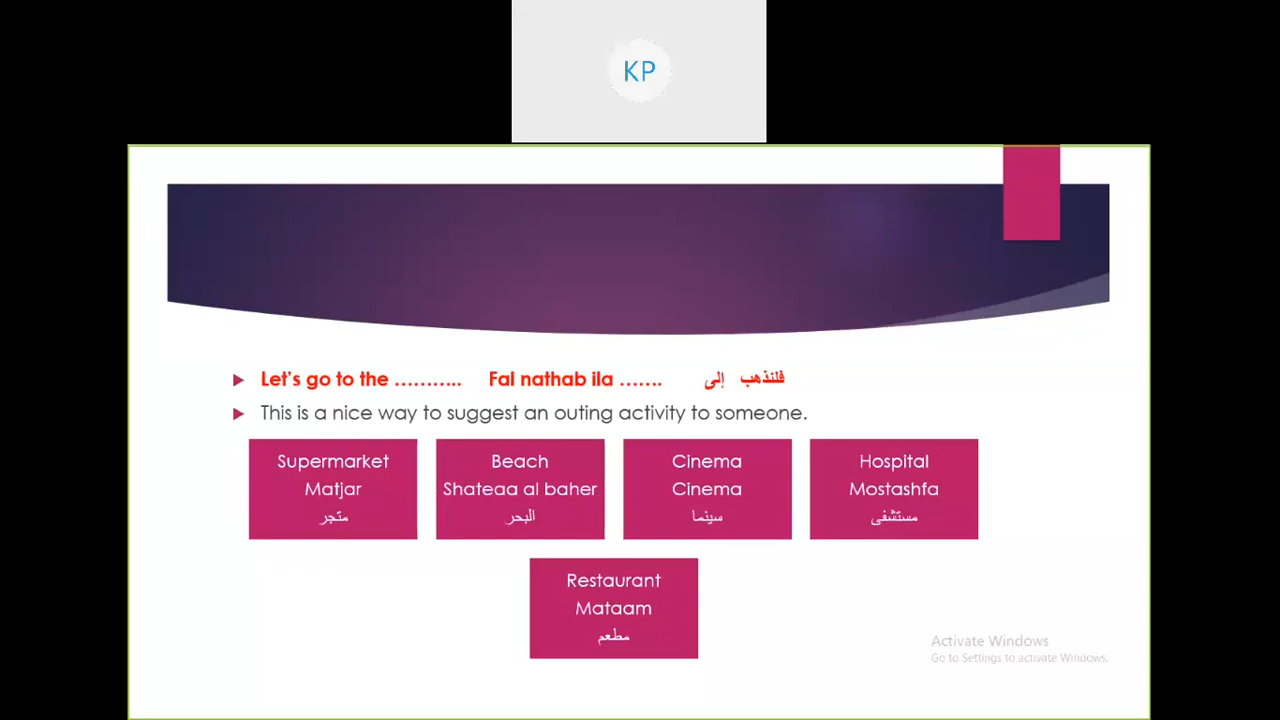 KP
Let's go to the ……….. Fal nathab ila ……. فلنذهب إلى
This is a nice way to suggest an outing activity to someone.
Supermarket
Matjar
متجر
Beach
Shateaa al baher
البحر
Cinema
Cinema
سينما
Hospital
Mostashfa
مستشفى
Restaurant
Mataam
مطعم
Activate Windows
Go to Settings to activate Windows.